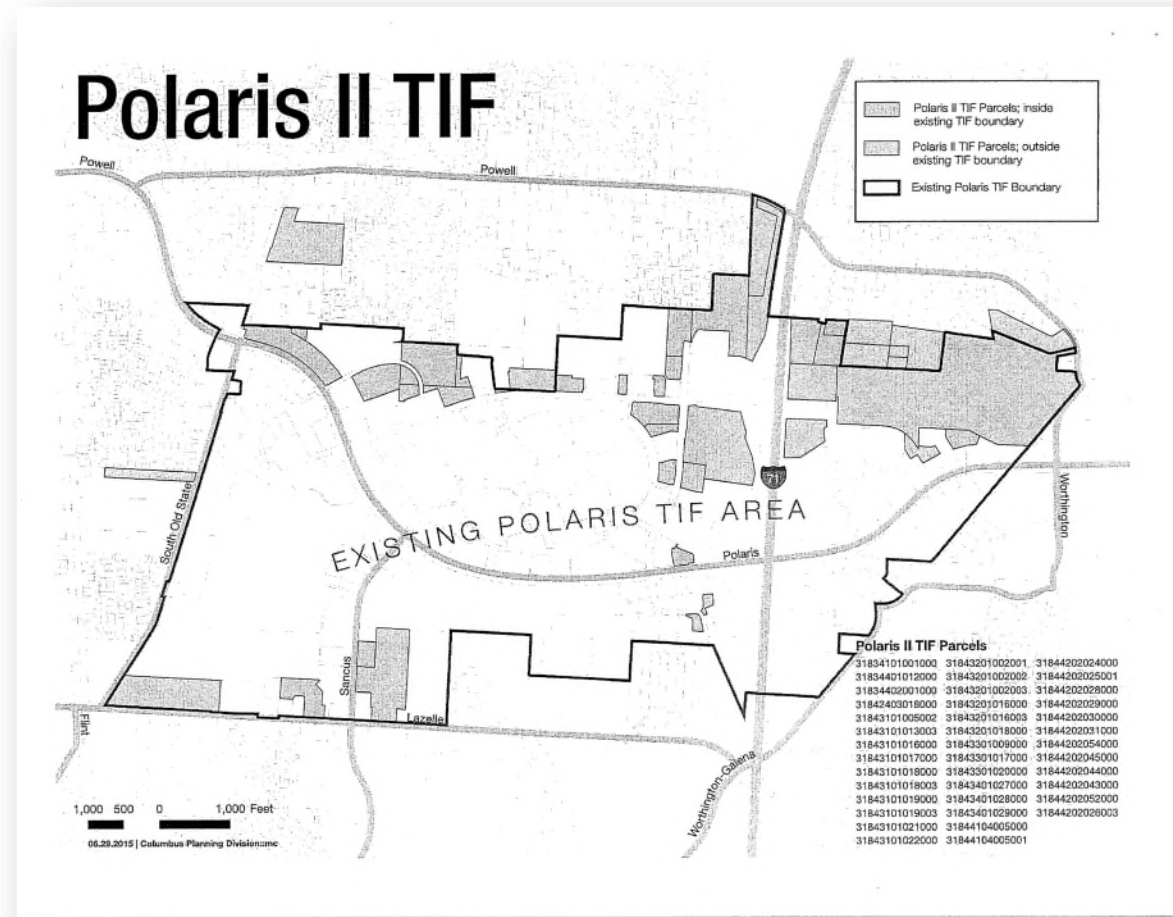 Polaris II TIF
Polaris II TIF Parcels; inside
existing TIF boundary
Polaris II TIF Parcels; outside
existing TIF boundary
Existing Polaris TIF Boundary
Powell
Powell
71
South Old State
Worthington
EXISTING POLARIS TIF AREA
Polaris
Sancus
Lazelle
Flint
Worthington-Galena
Polaris II TIF Parcels
31834101001000 31843201002001 31844202024000
31834401012000 31843201002002 31844202025001
31834402001000 31843201002003 31844202028000
31842403018000 31843201016000 31844202029000
31843101005002 31843201016003 31844202030000
31843101013003 31843201018000 31844202031000
31843101016000 31843301009000 31844202054000
31843101017000 31843301017000 31844202045000
31843101018000 31843301020000 31844202044000
31843101018003 31843401027000 31844202043000
31843101019000 31843401028000 31844202052000
31843101019003 31843401029000 31844202026003
31843101021000 31844104005000
31843101022000 31844104005001
1,000 500 0 1,000 Feet
06.29.2015 | Columbus Planning Division::mc